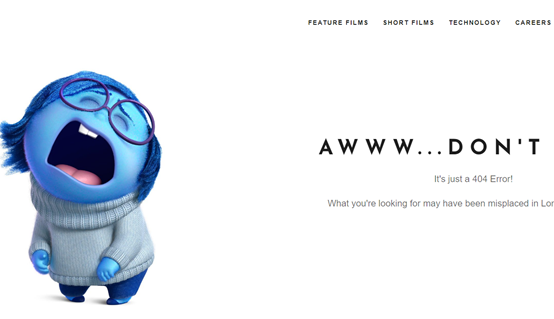 FEATURE FILMS SHORT FILMS TECHNOLOGY CAREERS
AWWW...DON'T
It's just a 404 Error!
What you're looking for may have been misplaced in Lor